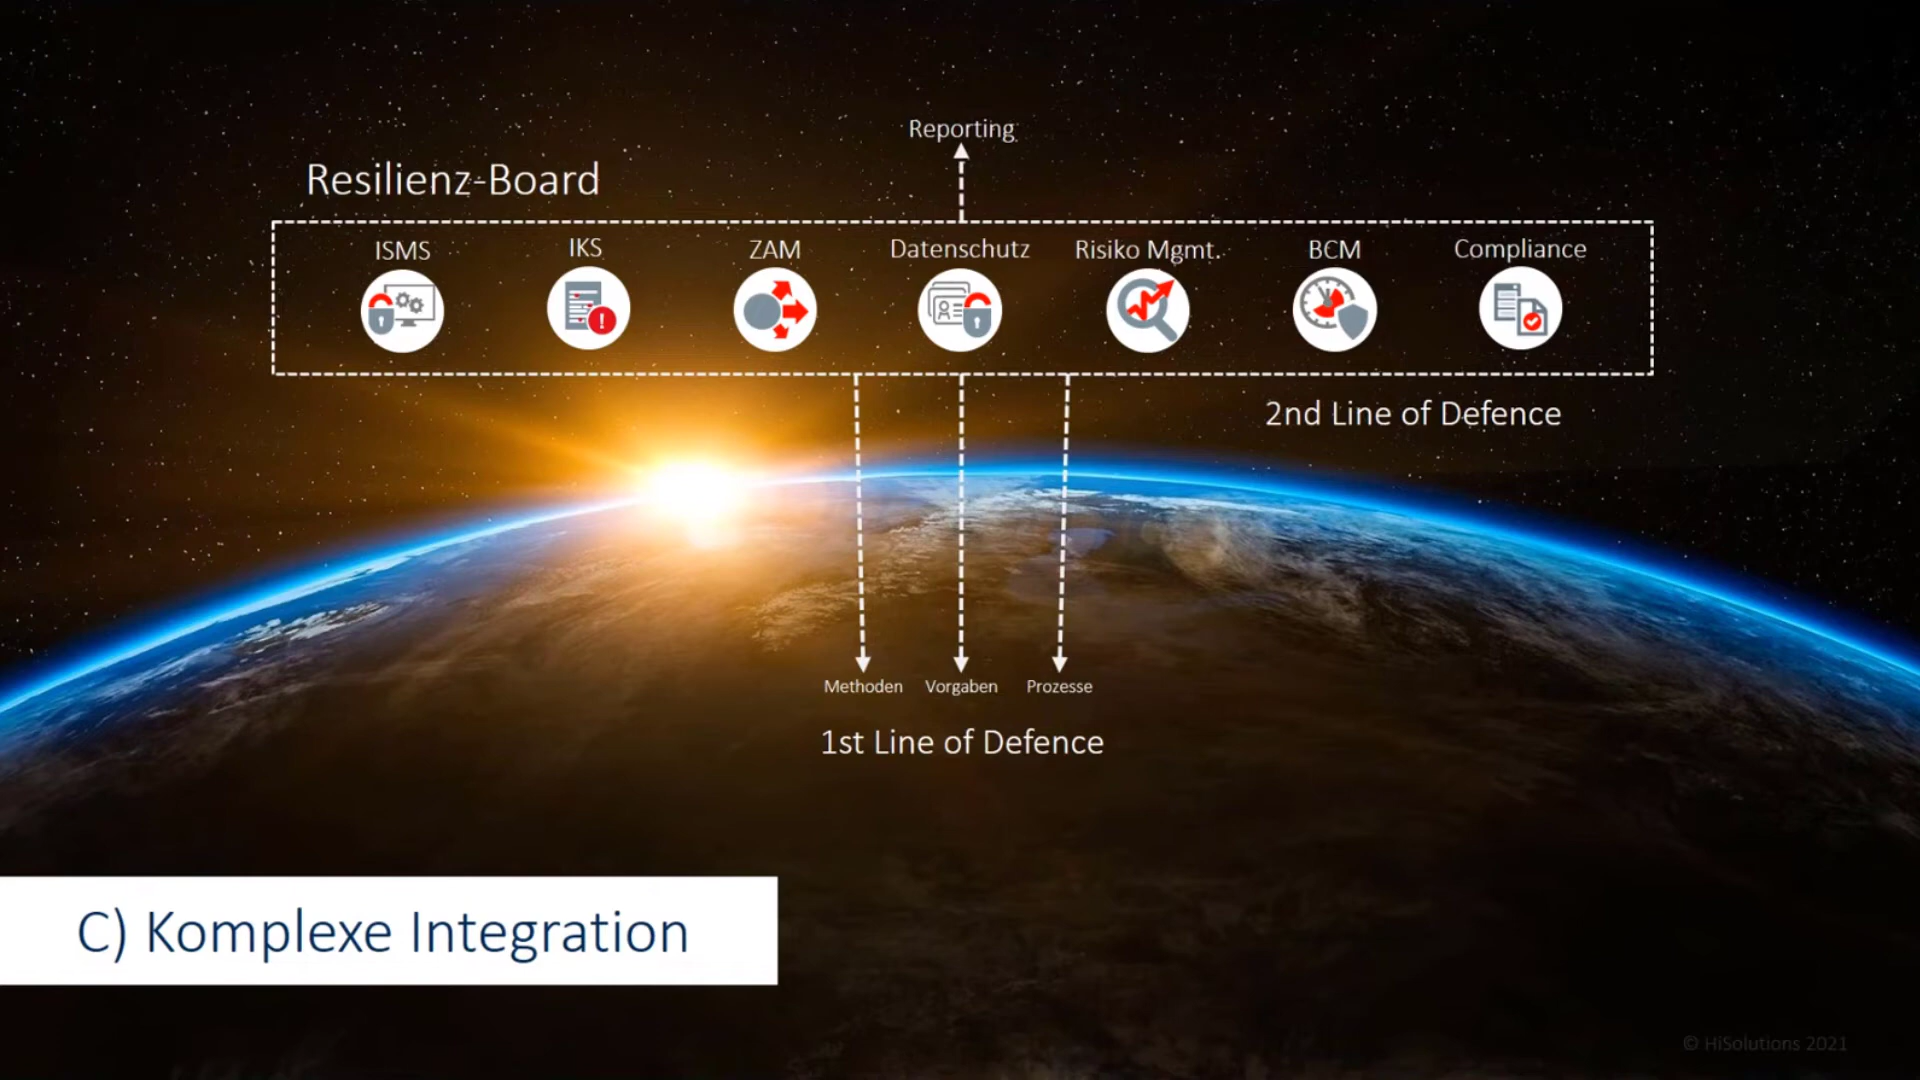 Reporting
Resilienz-Board
ISMS
IKS
ZAM
Datenschutz
Risiko Mgmt.
BCM
Compliance
2nd Line of Defence
Methoden
Vorgaben
Prozesse
1st Line of Defence
C) Komplexe Integration
© HiSolutions 2021